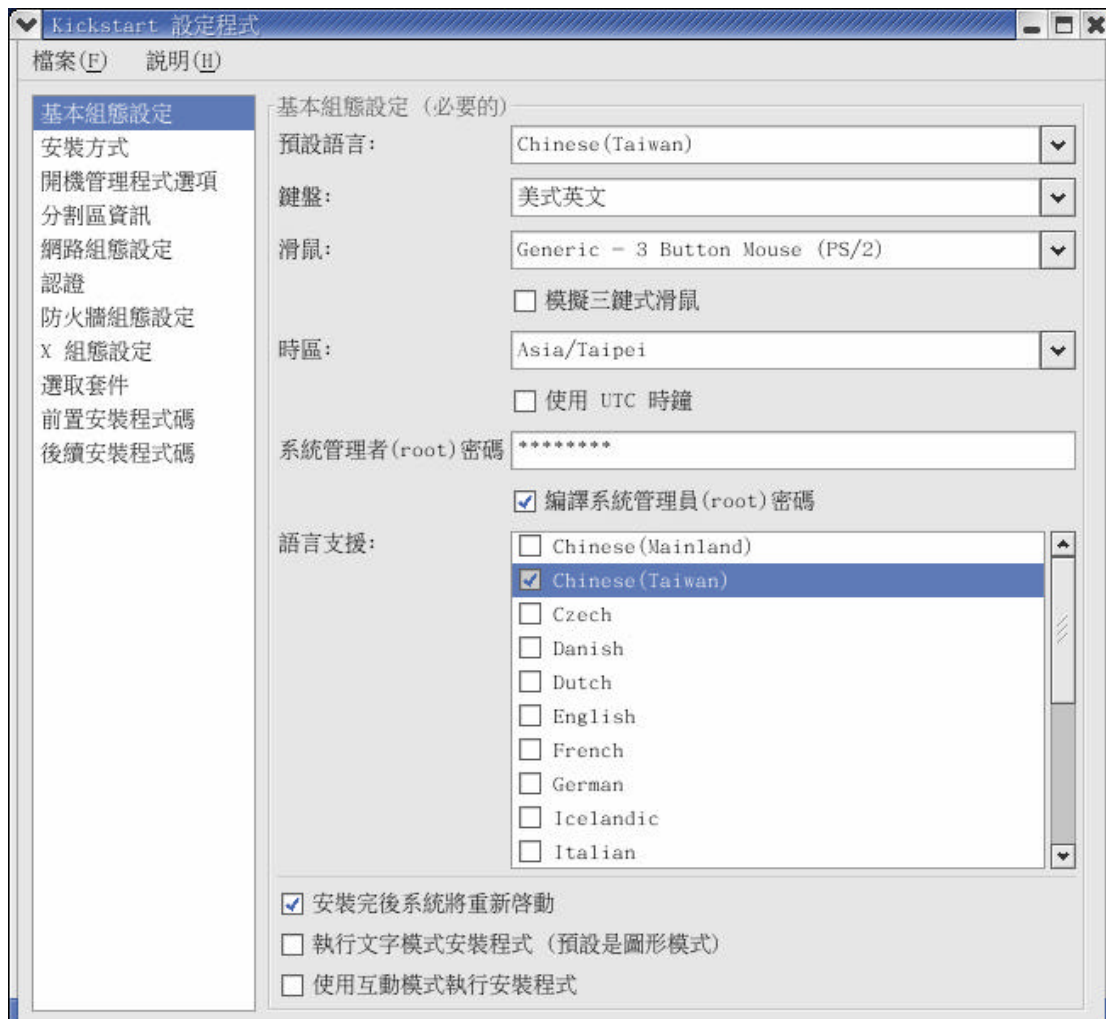 Kickstart 設定程式
檔案(F) 説明(H)
基本組態設定
安裝方式
開機管理程式選項
分割區資訊
網路組態設定
認證
防火牆組態設定
X 組態設定
選取套件
前置安裝程式碼
後續安裝程式碼
基本組態設定 (必要的)
預設語言: Chinese(Taiwan)
鍵盤: 美式英文
滑鼠: Generic - 3 Button Mouse (PS/2)
模擬三鍵式滑鼠
時區: Asia/Taipei
使用 UTC 時鐘
系統管理者(root)密碼 ********
編譯系統管理員(root)密碼
語言支援:
Chinese(Mainland)
Chinese(Taiwan)
Czech
Danish
Dutch
English
French
German
Icelandic
Italian
安裝完後系統將重新啓動
執行文字模式安裝程式 (預設是圖形模式)
使用互動模式執行安裝程式